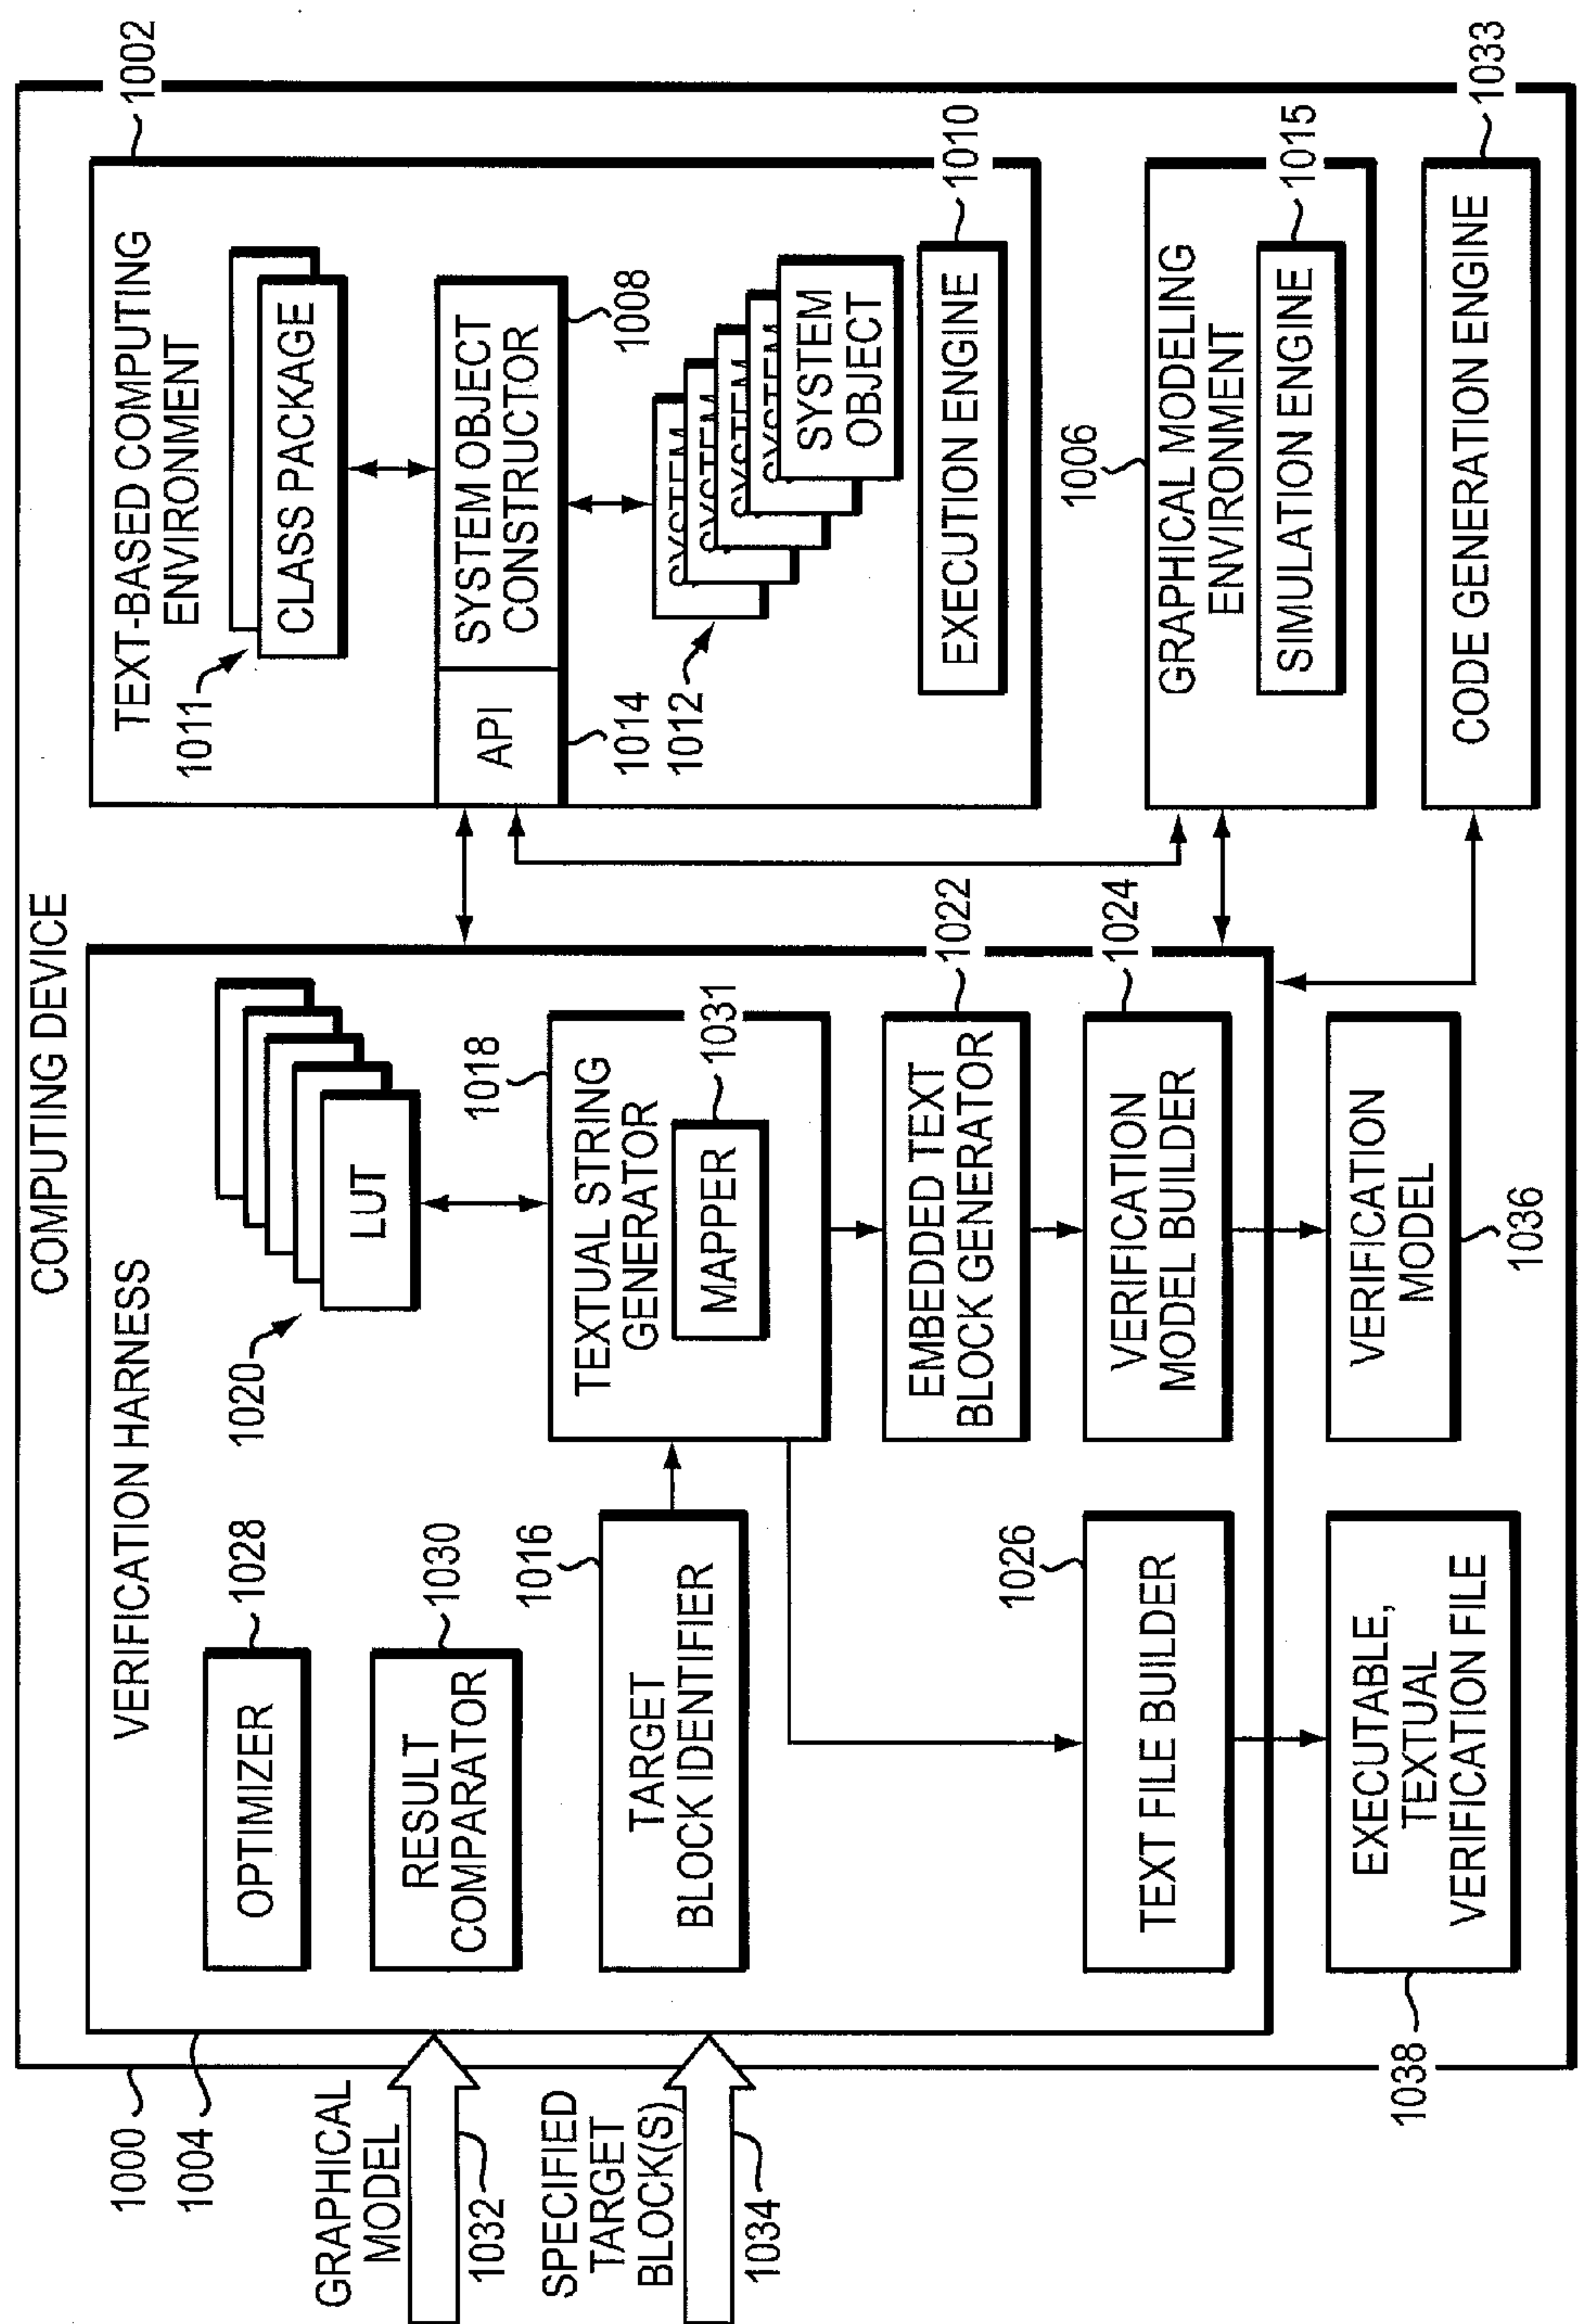 COMPUTING DEVICE
1000
1004
VERIFICATION HARNESS
GRAPHICAL
MODEL
1032
SPECIFIED
TARGET
BLOCK(S)
1034
OPTIMIZER
1028
RESULT
COMPARATOR
1030
1020
LUT
1016
TARGET
BLOCK IDENTIFIER
1018
TEXTUAL STRING
GENERATOR
MAPPER
1031
EMBEDDED TEXT
BLOCK GENERATOR
1022
1026
TEXT FILE BUILDER
VERIFICATION
MODEL BUILDER
1024
EXECUTABLE,
TEXTUAL
VERIFICATION FILE
1038
VERIFICATION
MODEL
1036
TEXT-BASED COMPUTING
ENVIRONMENT
1002
1011
CLASS PACKAGE
API
1014
SYSTEM OBJECT
CONSTRUCTOR
1008
1012
SYSTEM
SYSTEM
SYSTEM
SYSTEM
SYSTEM
OBJECT
EXECUTION ENGINE
1010
1006
GRAPHICAL MODELING
ENVIRONMENT
SIMULATION ENGINE
1015
CODE GENERATION ENGINE
1033